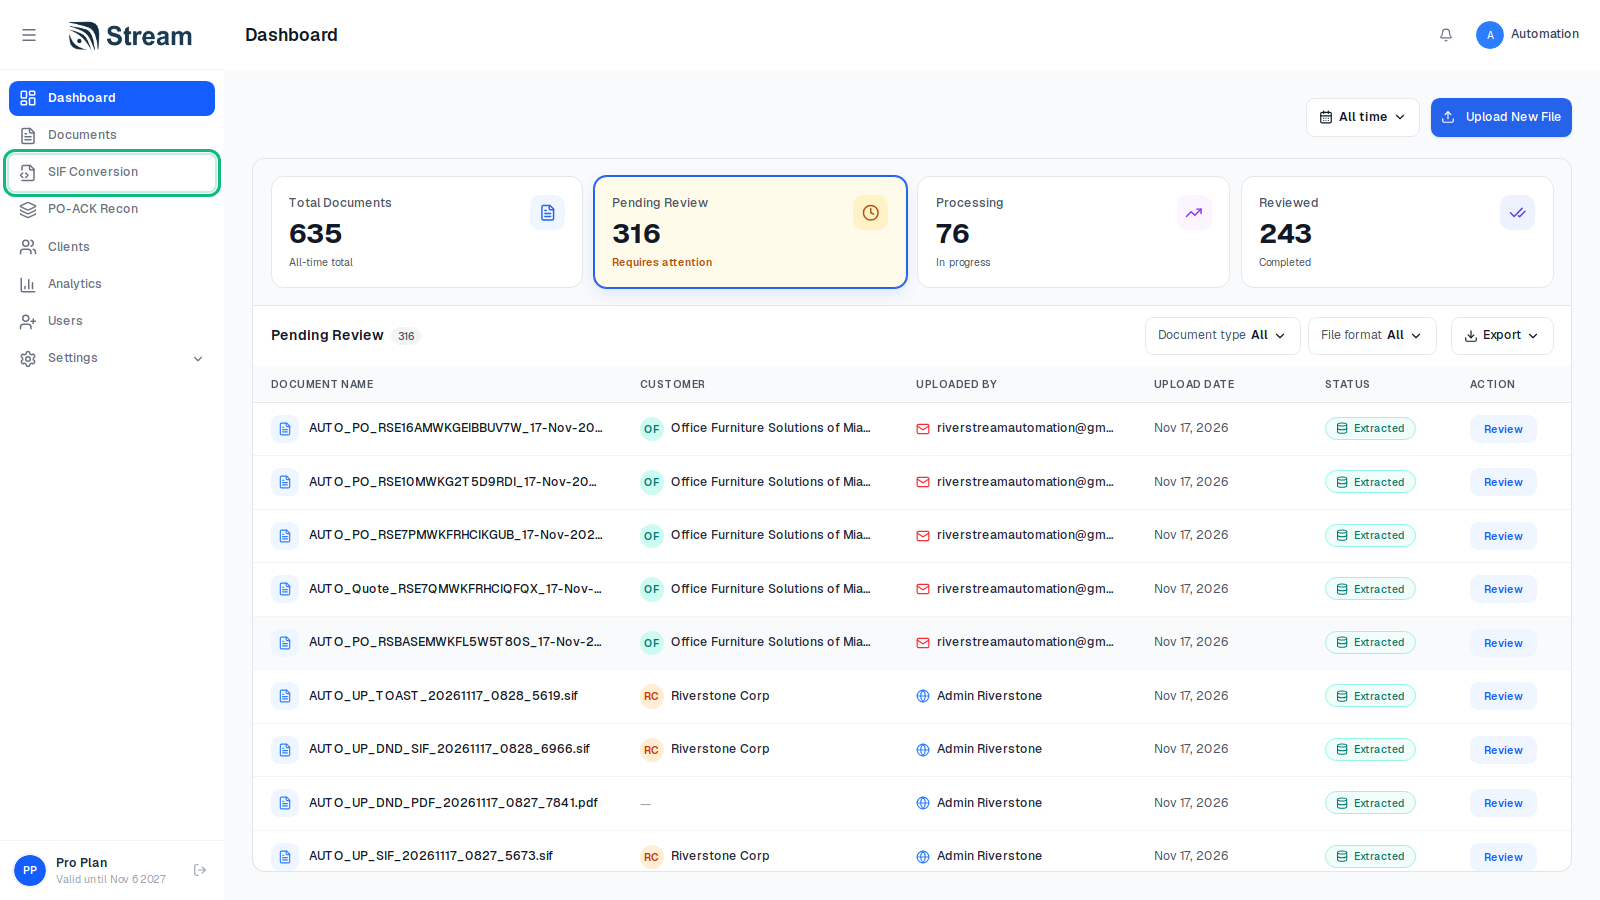 Stream
Dashboard
A
Automation
Dashboard
Documents
SIF Conversion
PO-ACK Recon
Clients
Analytics
Users
Settings
All time
Upload New File
Total Documents
635
All-time total
Pending Review
316
Requires attention
Processing
76
In progress
Reviewed
243
Completed
Pending Review 316
Document type All
File format All
Export
DOCUMENT NAME CUSTOMER UPLOADED BY UPLOAD DATE STATUS ACTION
AUTO_PO_RSE16AMWKGEIBBUV7W_17-Nov-20... OF Office Furniture Solutions of Mia... riverstreamautomation@gm... Nov 17, 2026 Extracted Review
AUTO_PO_RSE10MWKG2T5D9RDI_17-Nov-20... OF Office Furniture Solutions of Mia... riverstreamautomation@gm... Nov 17, 2026 Extracted Review
AUTO_PO_RSE7PMWKFRHCIKGUB_17-Nov-202... OF Office Furniture Solutions of Mia... riverstreamautomation@gm... Nov 17, 2026 Extracted Review
AUTO_Quote_RSE7QMWKFRHCIQFQX_17-Nov-... OF Office Furniture Solutions of Mia... riverstreamautomation@gm... Nov 17, 2026 Extracted Review
AUTO_PO_RSBASEMWKFL5W5T80S_17-Nov-2... OF Office Furniture Solutions of Mia... riverstreamautomation@gm... Nov 17, 2026 Extracted Review
AUTO_UP_TOAST_20261117_0828_5619.sif RC Riverstone Corp Admin Riverstone Nov 17, 2026 Extracted Review
AUTO_UP_DND_SIF_20261117_0828_6966.sif RC Riverstone Corp Admin Riverstone Nov 17, 2026 Extracted Review
AUTO_UP_DND_PDF_20261117_0827_7841.pdf — Admin Riverstone Nov 17, 2026 Extracted Review
AUTO_UP_SIF_20261117_0827_5673.sif RC Riverstone Corp Admin Riverstone Nov 17, 2026 Extracted Review
PP
Pro Plan
Valid until Nov 6 2027